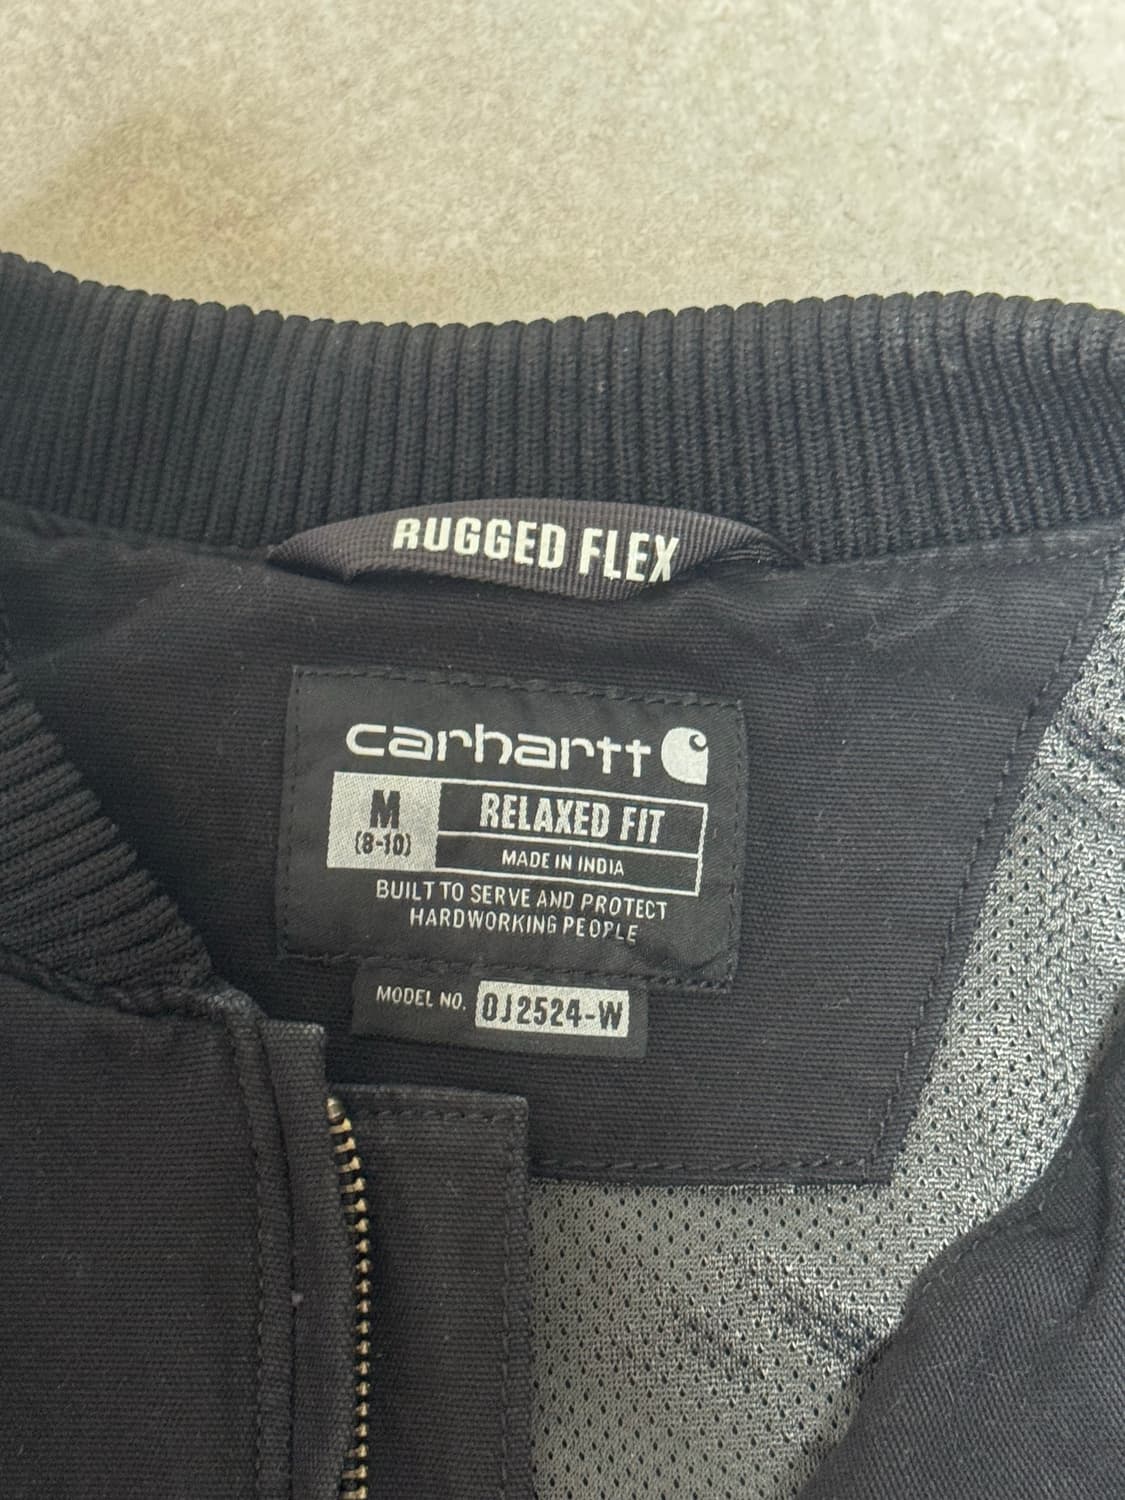 RUGGED FLEX
carhartt
M
(8-10)
RELAXED FIT
MADE IN INDIA
BUILT TO SERVE AND PROTECT
HARDWORKING PEOPLE
MODEL NO. OJ2524-W